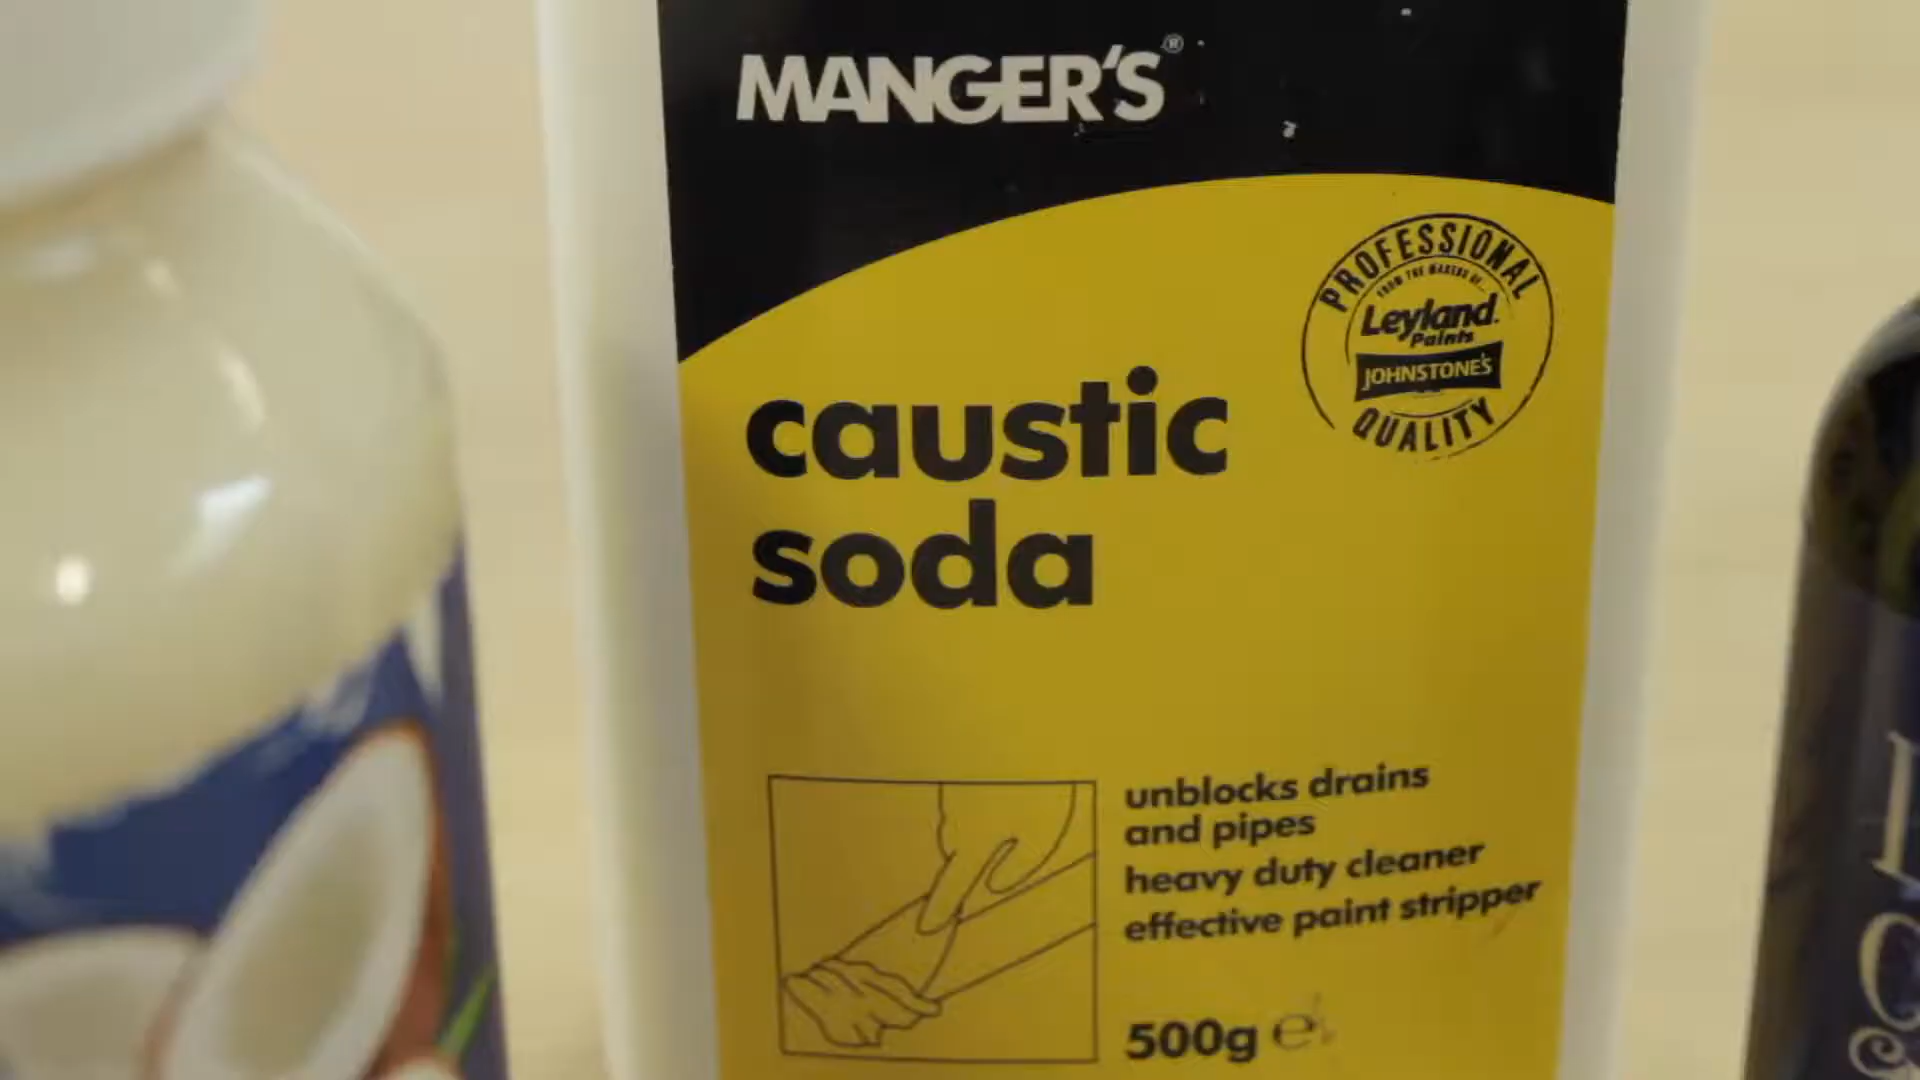 MANGER'S®
PROFESSIONAL
FROM THE MAKERS OF...
Leyland
Paints
JOHNSTONE'S
QUALITY
caustic
soda
unblocks drains
and pipes
heavy duty cleaner
effective paint stripper
500g ℮